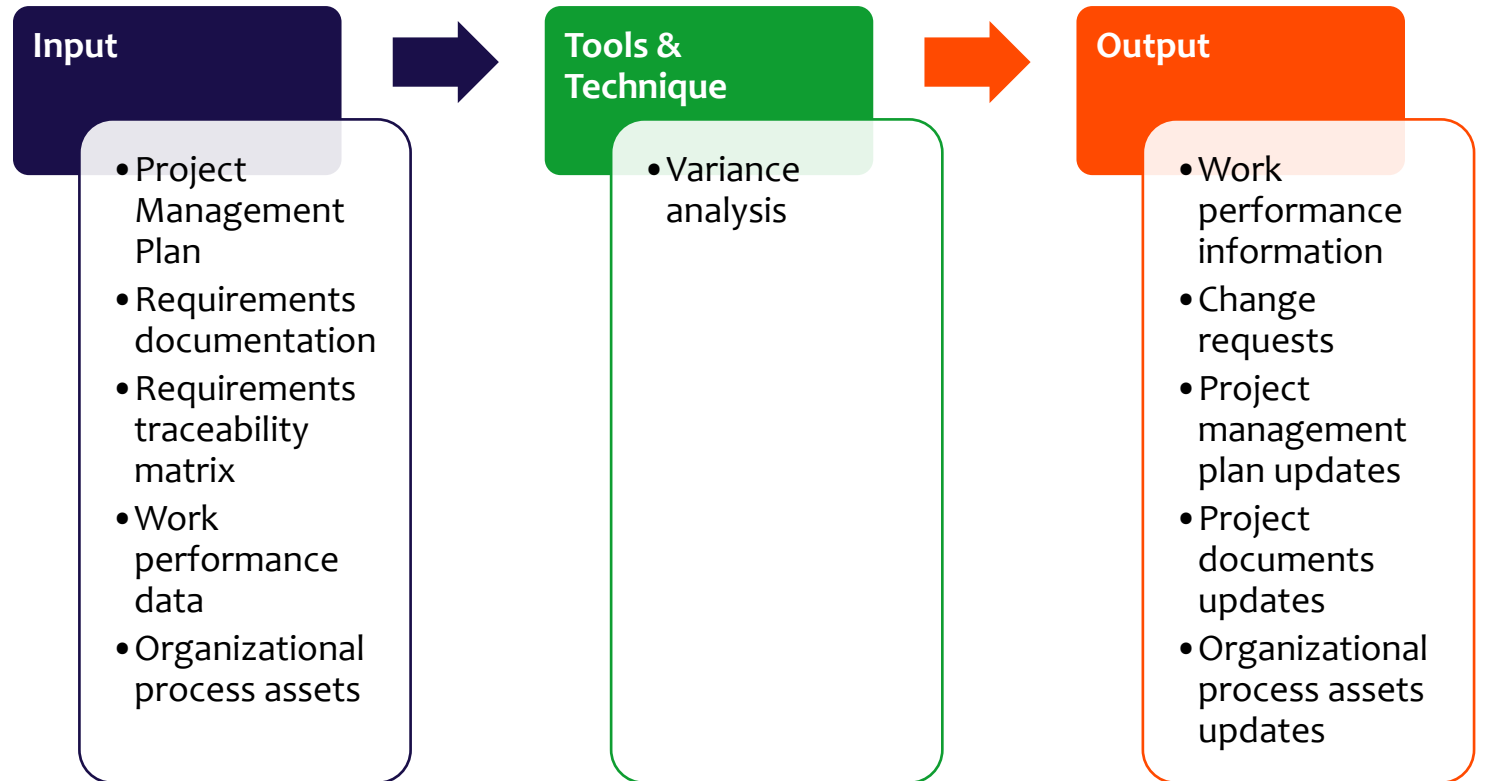 Input
• Project
Management
Plan
• Requirements
documentation
• Requirements
traceability
matrix
• Work
performance
data
• Organizational
process assets
Tools &
Technique
• Variance
analysis
Output
• Work
performance
information
• Change
requests
• Project
management
plan updates
• Project
documents
updates
• Organizational
process assets
updates